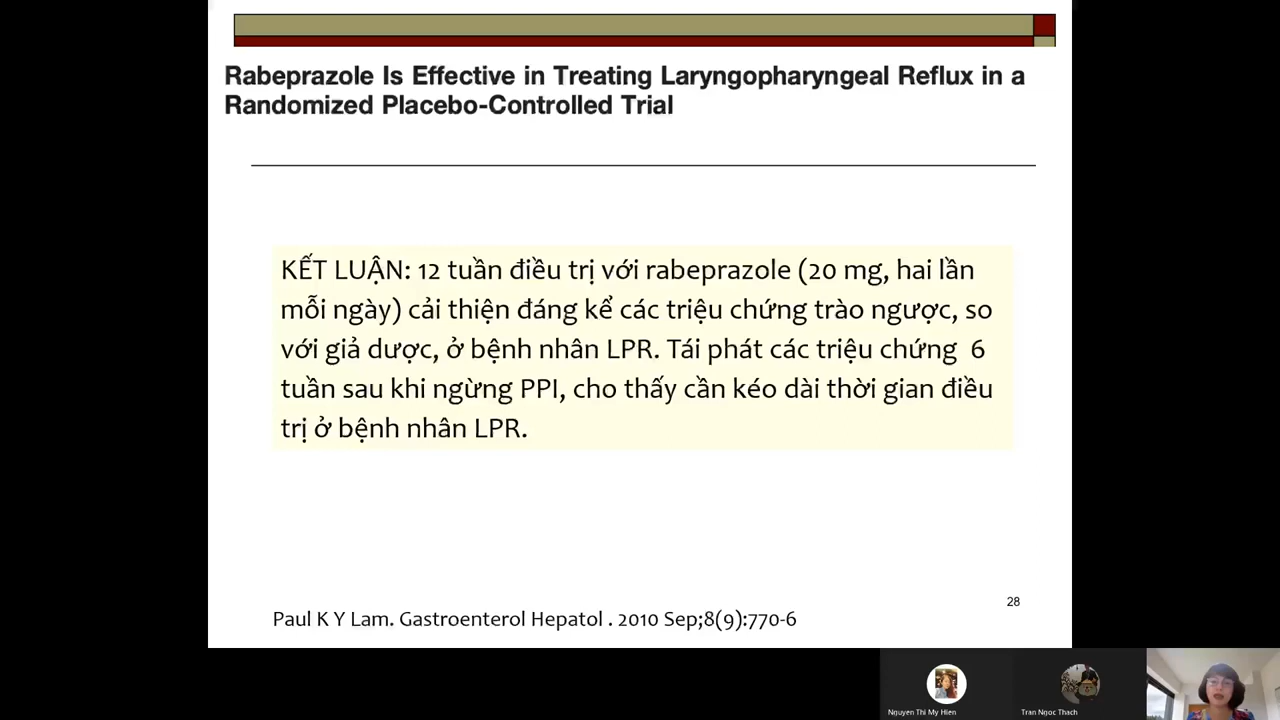 Rabeprazole Is Effective in Treating Laryngopharyngeal Reflux in a
Randomized Placebo-Controlled Trial
KẾT LUẬN: 12 tuần điều trị với rabeprazole (20 mg, hai lần
mỗi ngày) cải thiện đáng kể các triệu chứng trào ngược, so
với giả dược, ở bệnh nhân LPR. Tái phát các triệu chứng 6
tuần sau khi ngừng PPI, cho thấy cần kéo dài thời gian điều
trị ở bệnh nhân LPR.
28
Paul K Y Lam. Gastroenterol Hepatol . 2010 Sep;8(9):770-6
Nguyen Thi My Hien
Tran Ngoc Thach